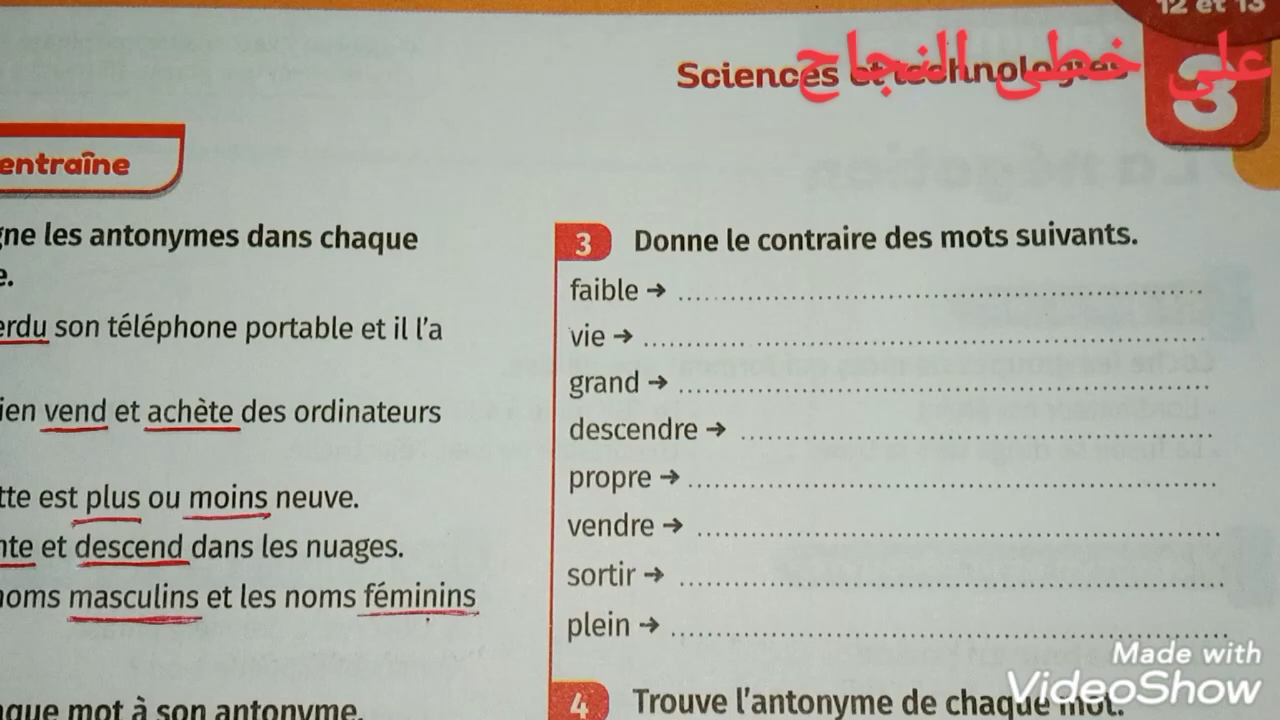 12 et 13
Sciences et technologies
على خطى النجاح
3
entraîne
gne les antonymes dans chaque
e.
erdu son téléphone portable et il l'a
ien vend et achète des ordinateurs
tte est plus ou moins neuve.
nte et descend dans les nuages.
noms masculins et les noms féminins
que mot à son antonyme.
3 Donne le contraire des mots suivants.
faible →
vie →
grand →
descendre →
propre →
vendre →
sortir →
plein →
4 Trouve l'antonyme de chaque mot.
Made with
VideoShow